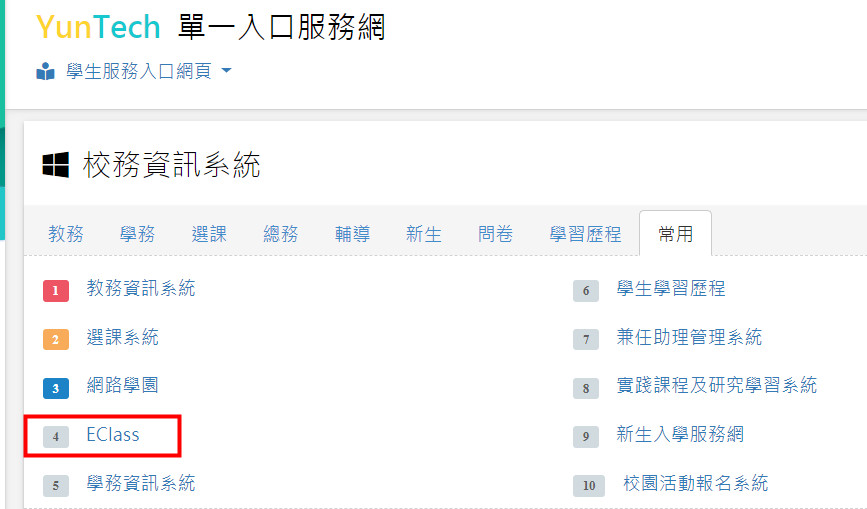 YunTech 單一入口服務網
學生服務入口網頁
校務資訊系統
教務 學務 選課 總務 輔導 新生 問卷 學習歷程 常用
1 教務資訊系統
2 選課系統
3 網路學園
4 EClass
5 學務資訊系統
6 學生學習歷程
7 兼任助理管理系統
8 實踐課程及研究學習系統
9 新生入學服務網
10 校園活動報名系統